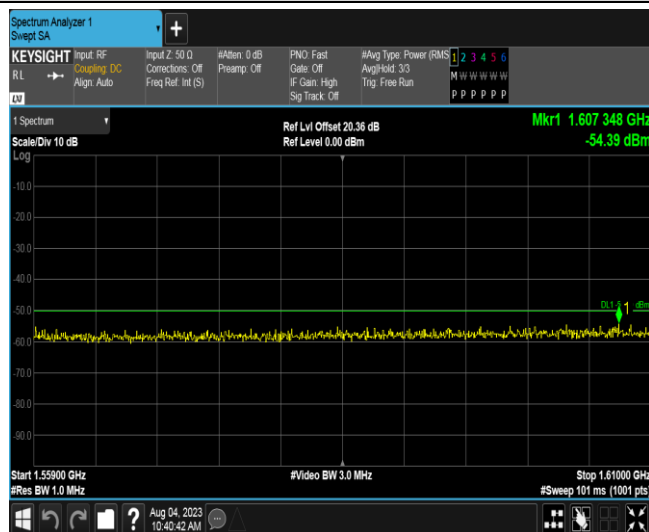 Spectrum Analyzer 1
Swept SA
+
KEYSIGHT Input: RF Input Z: 50 Ω #Atten: 0 dB PNO: Fast #Avg Type: Power (RMS 1 2 3 4 5 6
RL Coupling: DC Corrections: Off Preamp: Off Gate: Off Avg|Hold: 3/3 M W W W W W
Align: Auto Freq Ref: Int (S) IF Gain: High Trig: Free Run
Sig Track: Off P P P P P P
LXI
1 Spectrum Ref Lvl Offset 20.36 dB Mkr1 1.607 348 GHz
Scale/Div 10 dB Ref Level 0.00 dBm -54.39 dBm
Log
-10.0
-20.0
-30.0
-40.0
DL1 dBm
1
-50.0
-60.0
-70.0
-80.0
-90.0
Start 1.55900 GHz #Video BW 3.0 MHz Stop 1.61000 GHz
#Res BW 1.0 MHz #Sweep 101 ms (1001 pts)
? Aug 04, 2023
10:40:42 AM